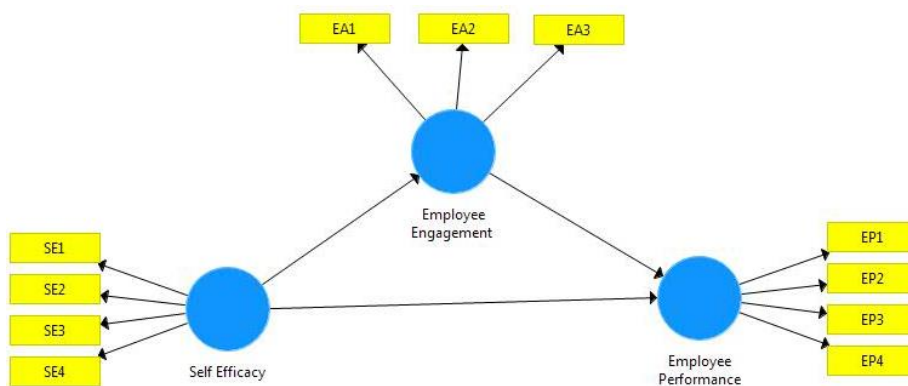 EA1
EA2
EA3
Employee
Engagement
SE1
SE2
SE3
SE4
Self Efficacy
EP1
EP2
EP3
EP4
Employee
Performance